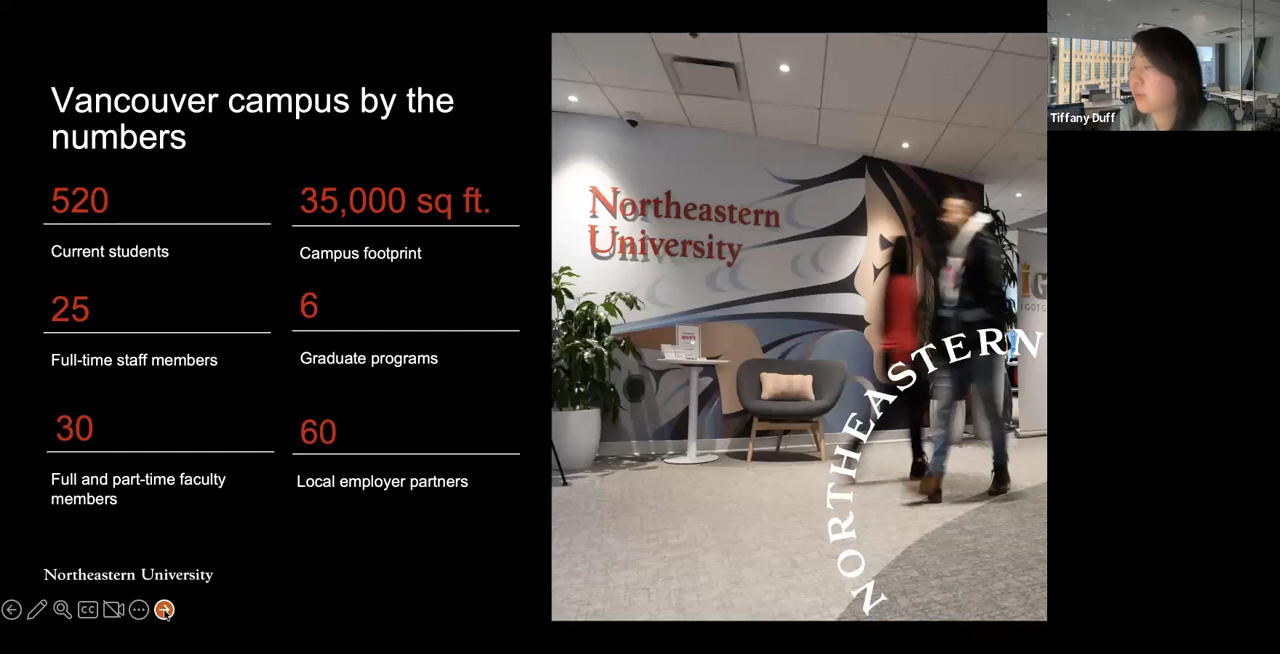 Vancouver campus by the
numbers
520
Current students
35,000 sq ft.
Campus footprint
25
Full-time staff members
6
Graduate programs
30
Full and part-time faculty
members
60
Local employer partners
Northeastern University
CC
Northeastern
University
NORTHEASTERN
Tiffany Duff